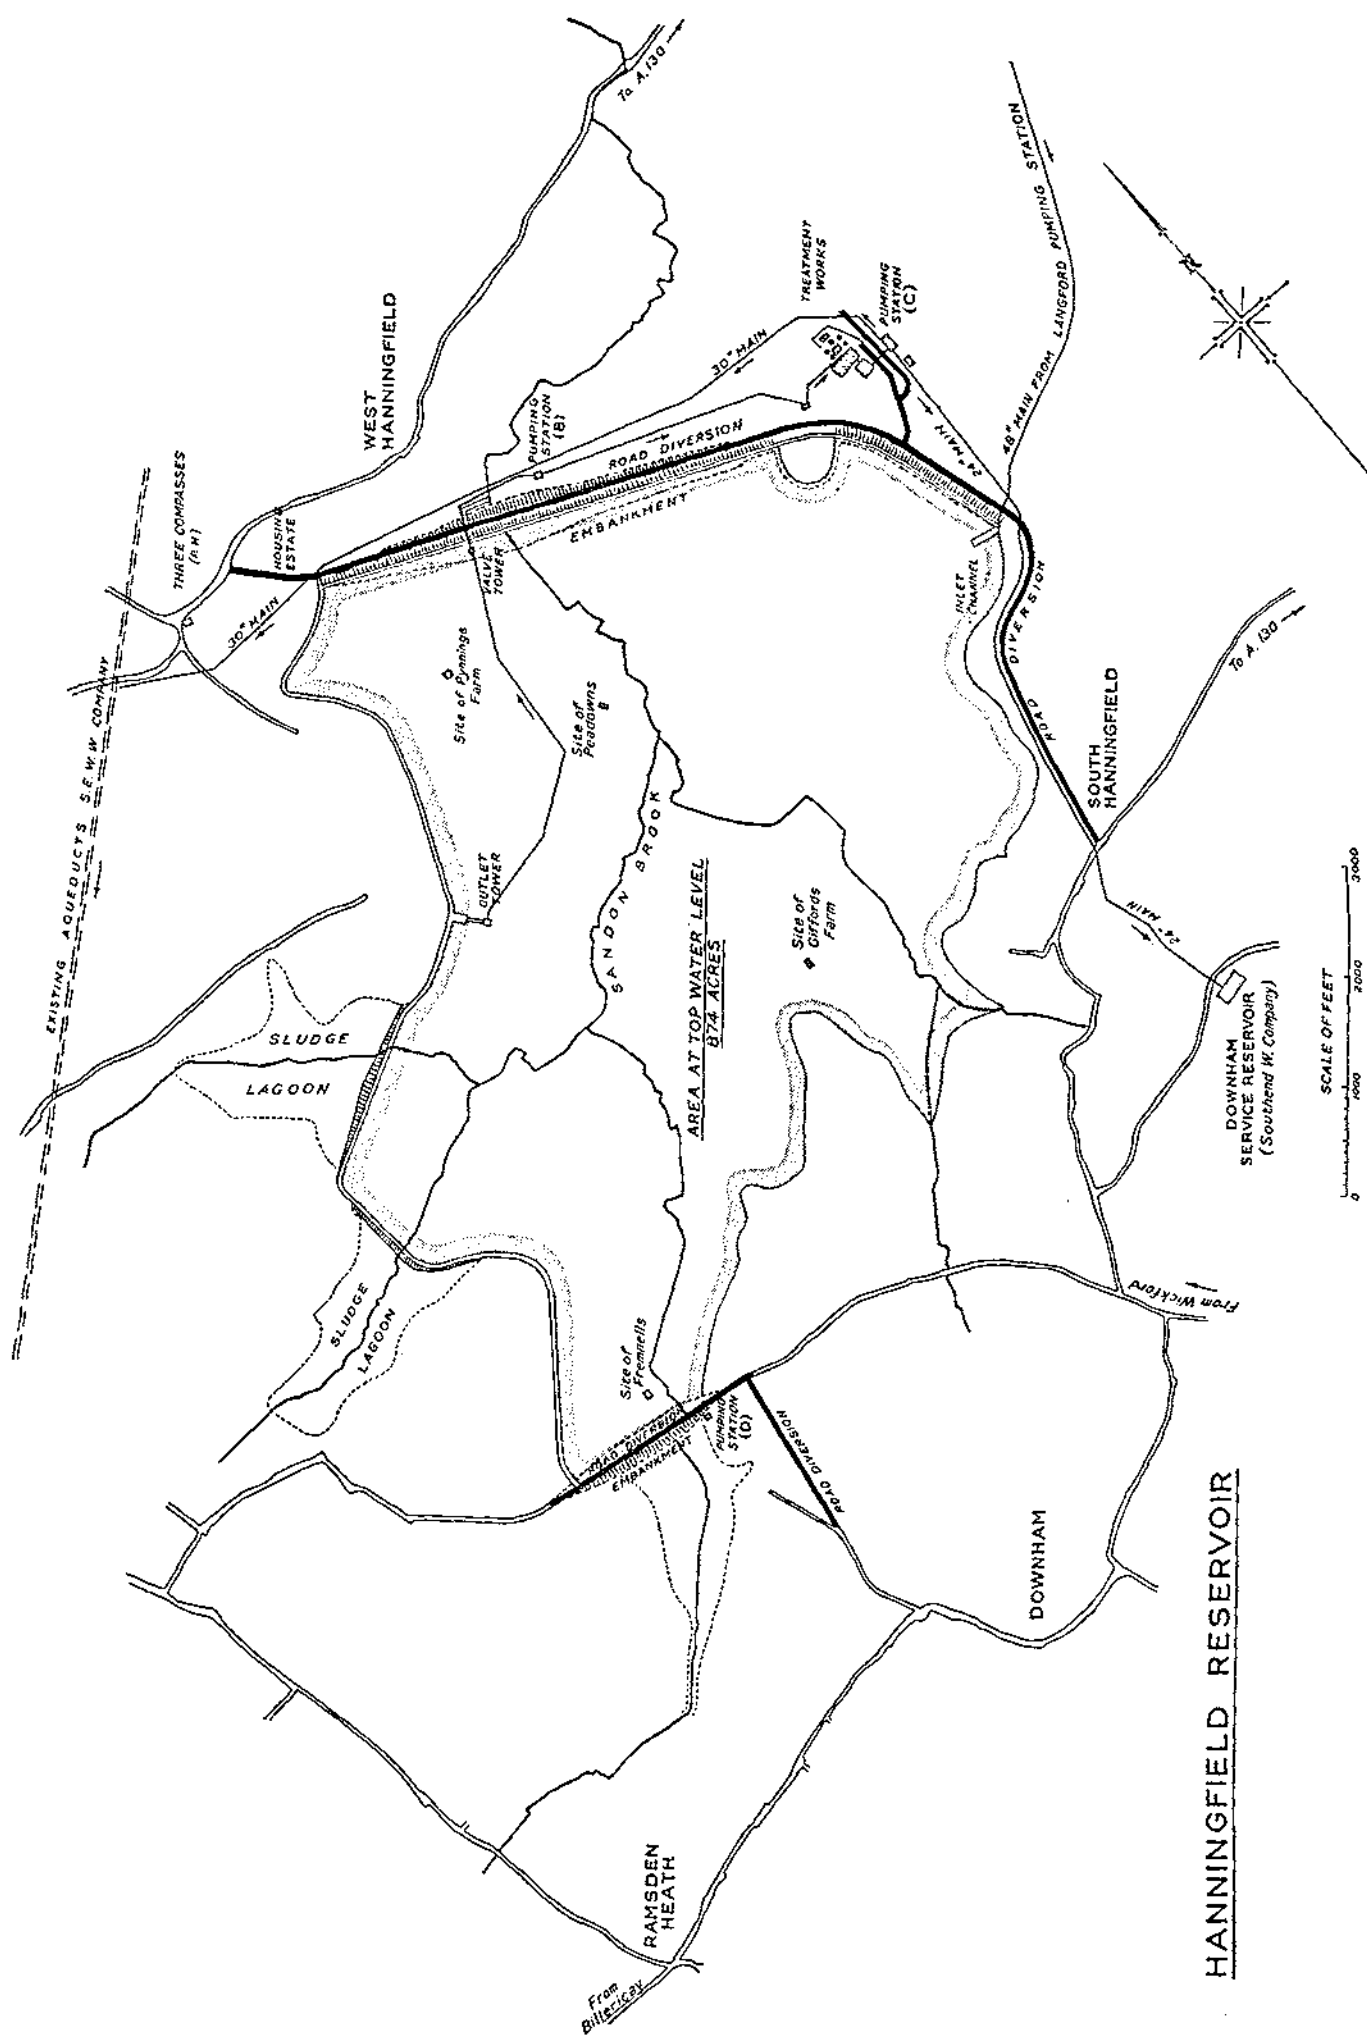 To A.130
WEST
HANNINGFIELD
THREE COMPASSES
(P.H)
HOUSING
ESTATE
30" MAIN
EXISTING AQUEDUCTS S.E.W.W COMPANY
PUMPING
STATION
(B)
30" MAIN
ROAD DIVERSION
EMBANKMENT
VALVE
TOWER
TREATMENT
WORKS
PUMPING
STATION
(C)
24" MAIN
48" MAIN FROM LANGFORD PUMPING STATION
N
INLET
CHANNEL
ROAD DIVERSION
To A.130
SOUTH
HANNINGFIELD
Site of Pynnings
Farm
Site of
Peadowns
OUTLET
TOWER
SANDON BROOK
AREA AT TOP WATER LEVEL
874 ACRES
Site of
Giffords
Farm
24" MAIN
DOWNHAM
SERVICE RESERVOIR
(Southend W. Company)
SCALE OF FEET
0 1000 2000 3000
SLUDGE
LAGOON
SLUDGE
LAGOON
Site of
Fremnells
ROAD DIVERSION
EMBANKMENT
PUMPING
STATION
(D)
ROAD DIVERSION
From Wickford
DOWNHAM
RAMSDEN
HEATH
From
Billericay
HANNINGFIELD RESERVOIR